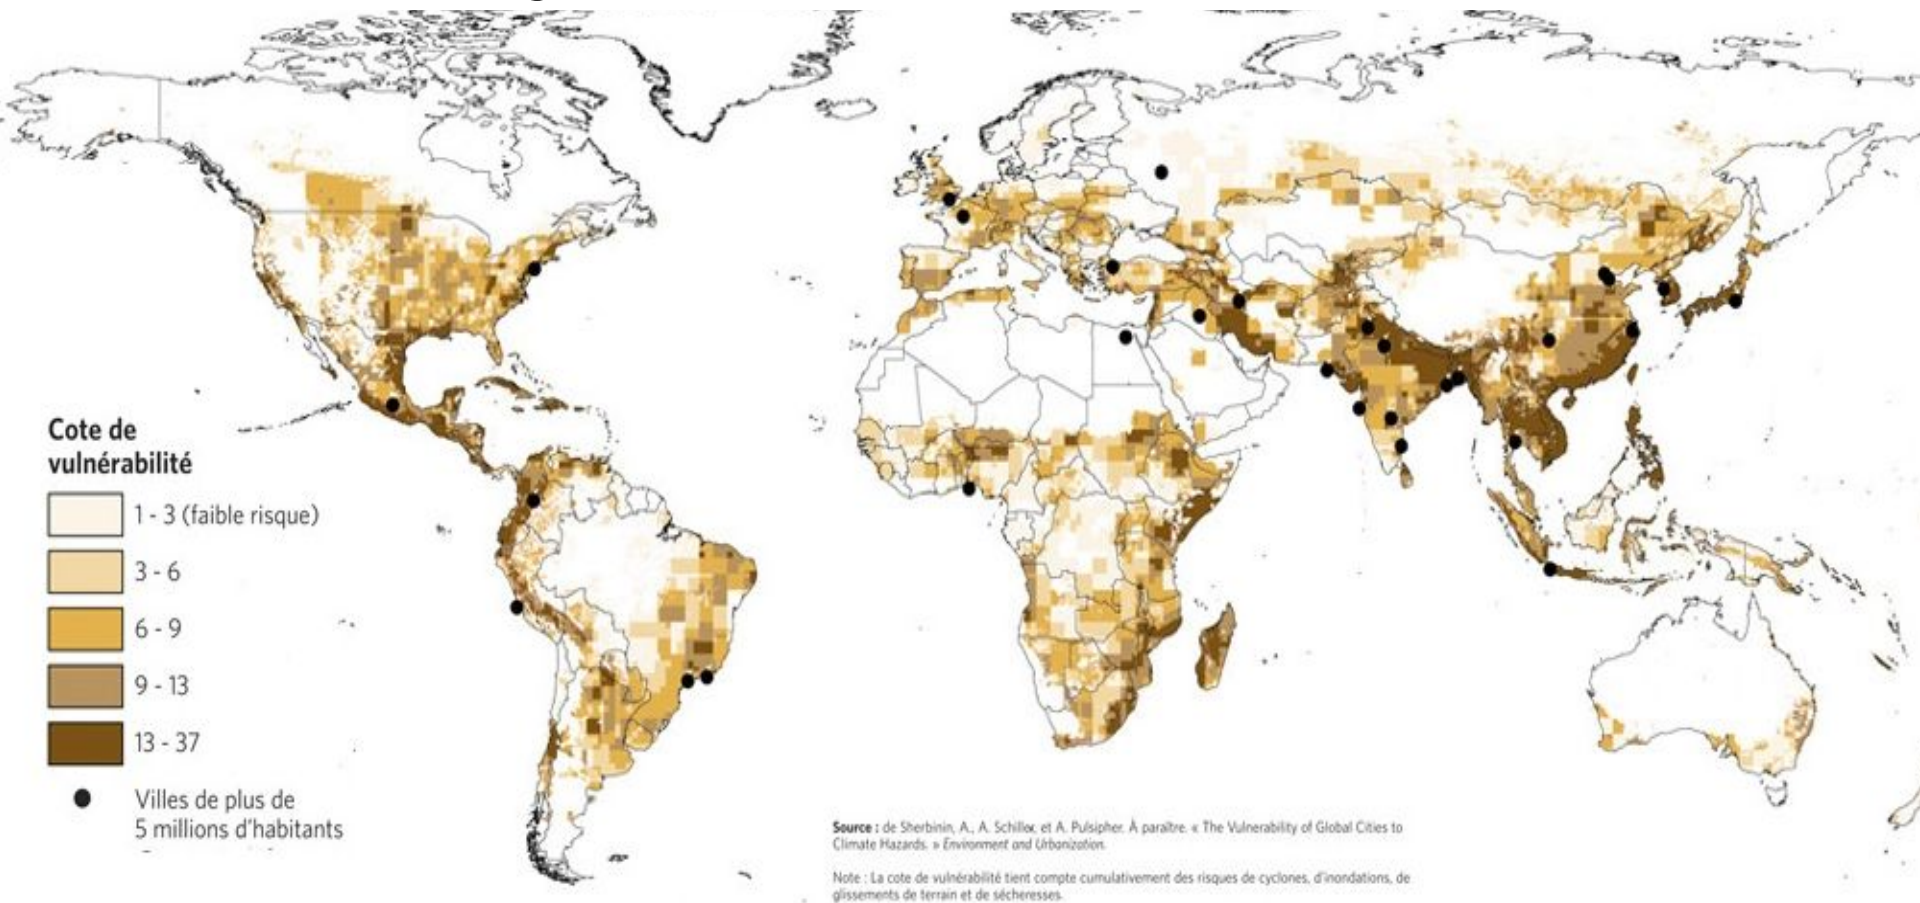 Cote de
vulnérabilité
1 - 3 (faible risque)
3 - 6
6 - 9
9 - 13
13 - 37
Villes de plus de
5 millions d'habitants
Source : de Sherbinin, A., A. Schiller, et A. Pulsipher. À paraître. « The Vulnerability of Global Cities to
Climate Hazards. » Environment and Urbanization.
Note : La cote de vulnérabilité tient compte cumulativement des risques de cyclones, d'inondations, de
glissements de terrain et de sécheresses.